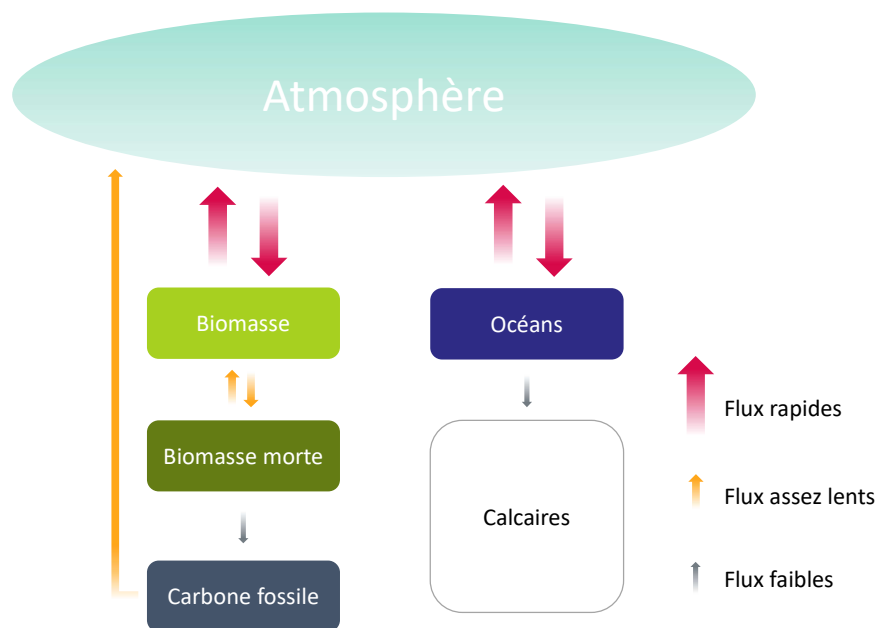 Atmosphère
Biomasse
Océans
Biomasse morte
Calcaires
Carbone fossile
Flux rapides
Flux assez lents
Flux faibles